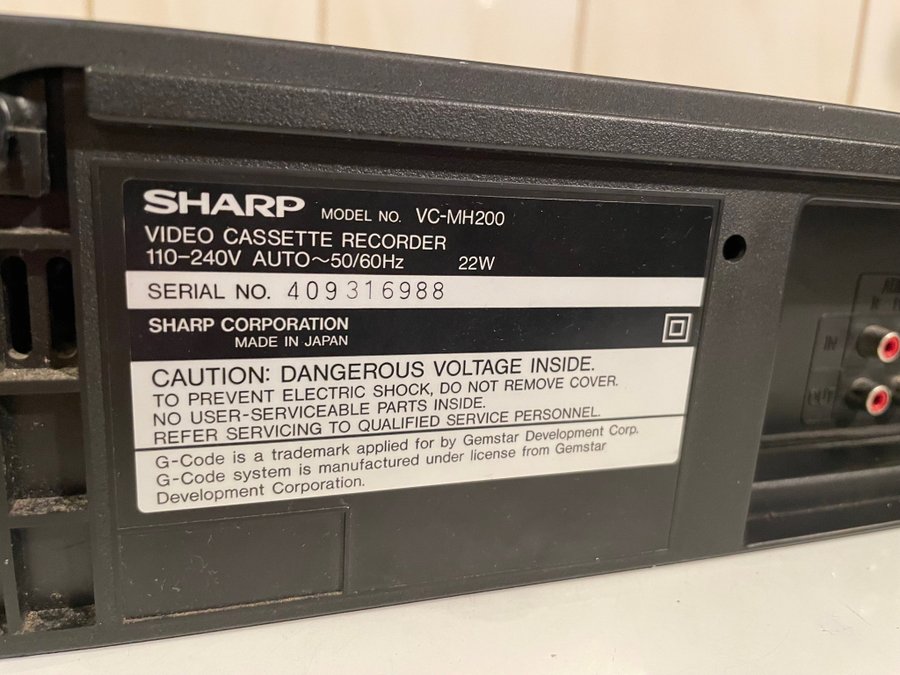 SHARP MODEL NO. VC-MH200
VIDEO CASSETTE RECORDER
110-240V AUTO~50/60Hz 22W
SERIAL NO. 409316988
SHARP CORPORATION
MADE IN JAPAN
CAUTION: DANGEROUS VOLTAGE INSIDE.
TO PREVENT ELECTRIC SHOCK, DO NOT REMOVE COVER.
NO USER-SERVICEABLE PARTS INSIDE.
REFER SERVICING TO QUALIFIED SERVICE PERSONNEL.
G-Code is a trademark applied for by Gemstar Development Corp.
G-Code system is manufactured under license from Gemstar
Development Corporation.
IN
OUT